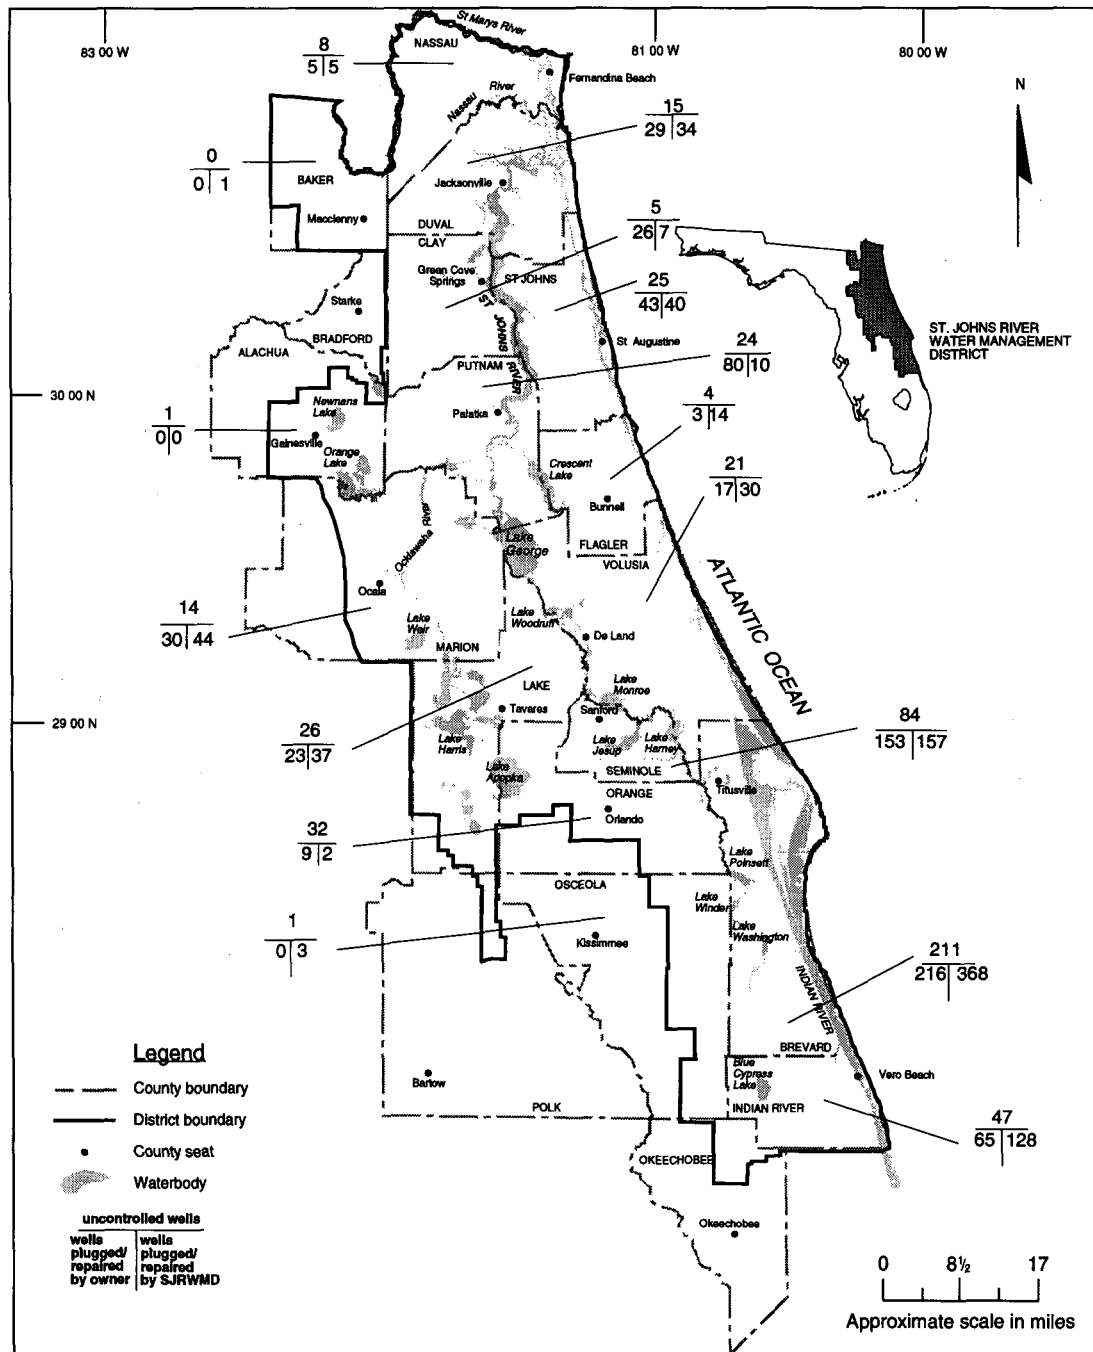 83 00 W
81 00 W
80 00 W
St Marys River
NASSAU
8
5|5
Fernandina Beach
N
Nassau River
15
29|34
0
0|1
BAKER
Jacksonville
Macclenny
DUVAL
CLAY
5
26|7
Green Cove
Springs
ST JOHNS
25
43|40
ST JOHNS RIVER
Starke
BRADFORD
St Augustine
ST. JOHNS RIVER
WATER MANAGEMENT
DISTRICT
ALACHUA
24
80|10
PUTNAM
30 00 N
Newnans
Lake
Palatka
4
3|14
1
0|0
Gainesville
Orange
Lake
Crescent
Lake
21
17|30
Bunnell
Ocklawaha River
Lake
George
FLAGLER
VOLUSIA
ATLANTIC OCEAN
Ocala
14
30|44
Lake
Weir
Lake
Woodruff
De Land
MARION
LAKE
Lake
Monroe
29 00 N
Tavares
Sanford
84
153|157
26
23|37
Lake
Harris
Lake
Jesup
Lake
Harney
Lake
Apopka
SEMINOLE
ORANGE
Titusville
32
9|2
Orlando
Lake
Poinsett
OSCEOLA
Lake
Winder
1
0|3
Kissimmee
Lake
Washington
211
216|368
INDIAN RIVER
BREVARD
Legend
County boundary
District boundary
County seat
Waterbody
Bartow
Blue
Cypress
Lake
Vero Beach
POLK
INDIAN RIVER
47
65|128
OKEECHOBEE
Okeechobee
uncontrolled wells
wells
plugged/
repaired
by owner
wells
plugged/
repaired
by SJRWMD
0 8½ 17
Approximate scale in miles